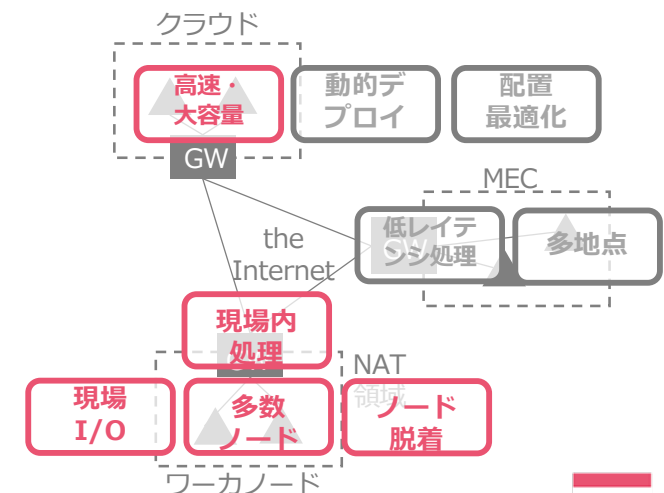 クラウド
高速・
大容量
動的デ
プロイ
配置
最適化
GW
MEC
低レイテ
ンシ処理
GW
多地点
the
Internet
現場内
処理
NAT
領域
現場
I/O
多数
ノード
ノード
脱着
ワーカノード